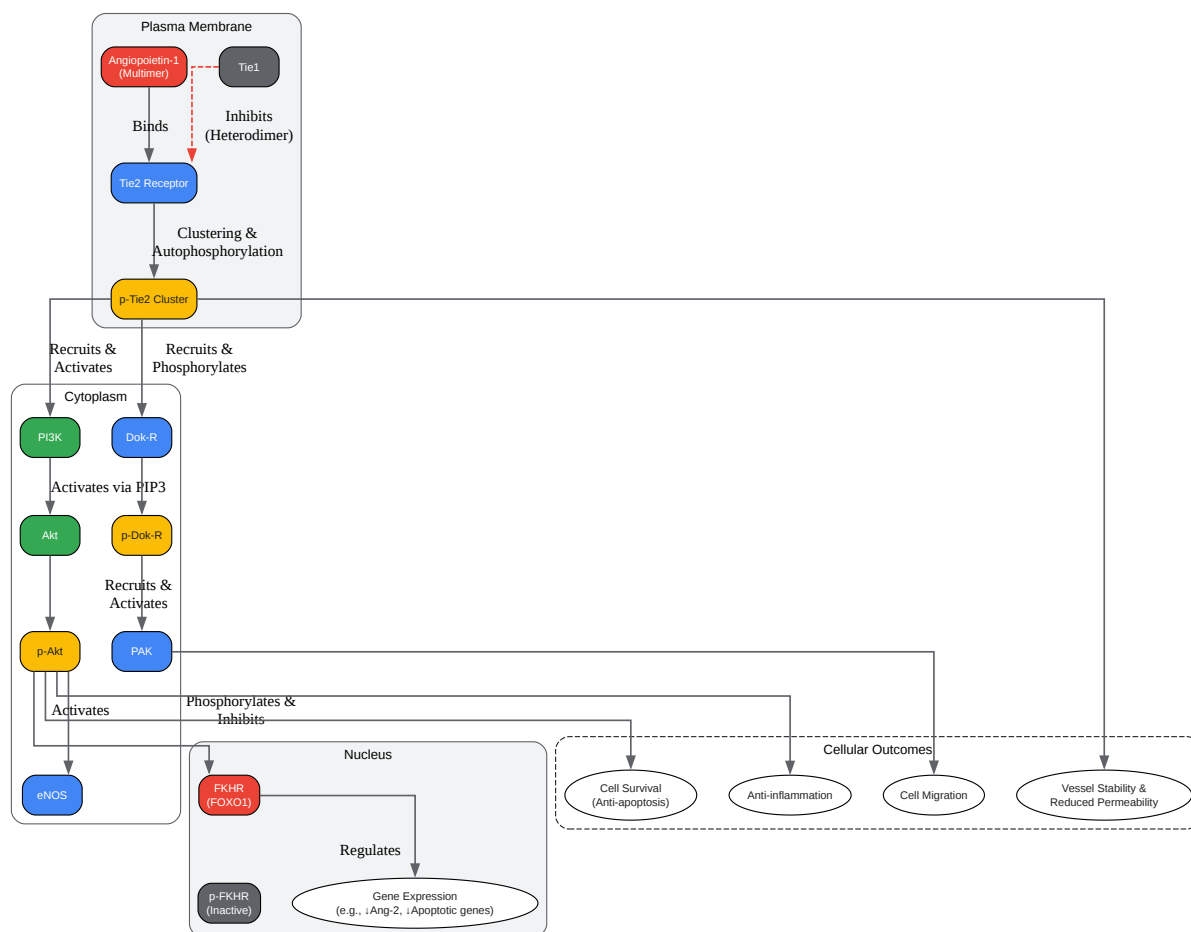 Plasma Membrane
Angiopoietin-1
(Multimer)
Tie1
Binds
Inhibits
(Heterodimer)
Tie2 Receptor
Clustering &
Autophosphorylation
p-Tie2 Cluster
Recruits &
Activates
Recruits &
Phosphorylates
Cytoplasm
PI3K
Dok-R
Activates via PIP3
Akt
p-Dok-R
Recruits &
Activates
p-Akt
PAK
Activates
Phosphorylates &
Inhibits
Nucleus
Cellular Outcomes
eNOS
FKHR
(FOXO1)
Cell Survival
(Anti-apoptosis)
Anti-inflammation
Cell Migration
Vessel Stability &
Reduced Permeability
Regulates
p-FKHR
(Inactive)
Gene Expression
(e.g., ↓Ang-2, ↓Apoptotic genes)